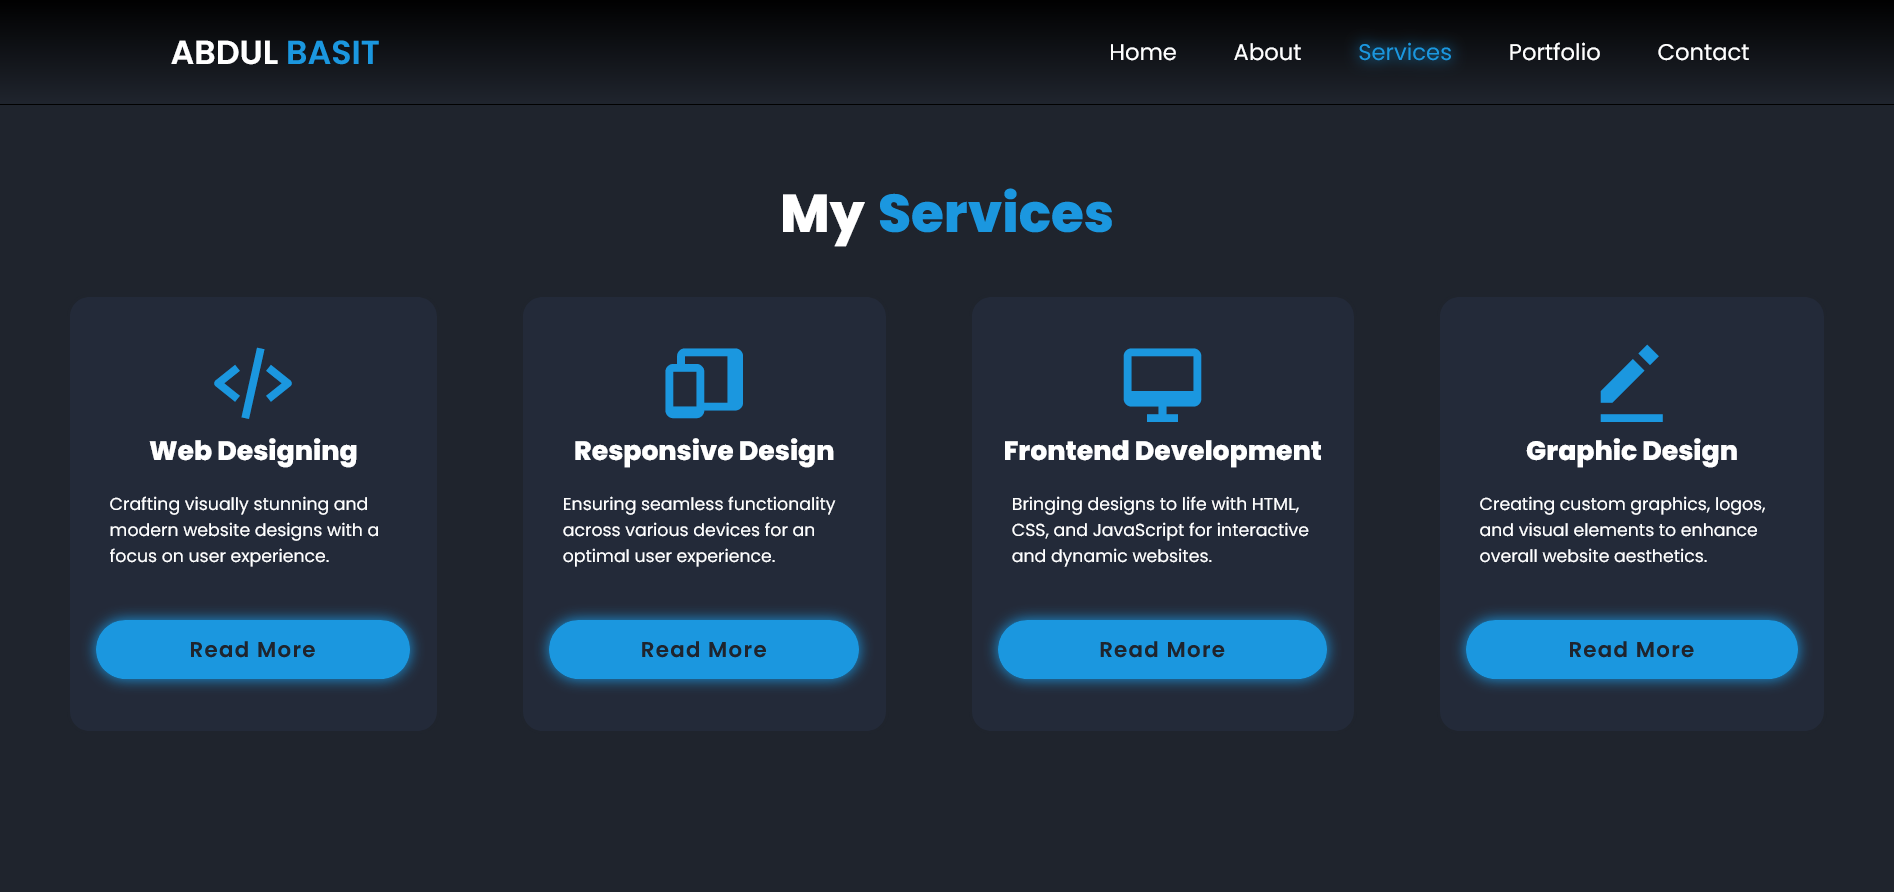 ABDUL BASIT
Home About Services Portfolio Contact
My Services
Web Designing
Crafting visually stunning and
modern website designs with a
focus on user experience.
Read More
Responsive Design
Ensuring seamless functionality
across various devices for an
optimal user experience.
Read More
Frontend Development
Bringing designs to life with HTML,
CSS, and JavaScript for interactive
and dynamic websites.
Read More
Graphic Design
Creating custom graphics, logos,
and visual elements to enhance
overall website aesthetics.
Read More